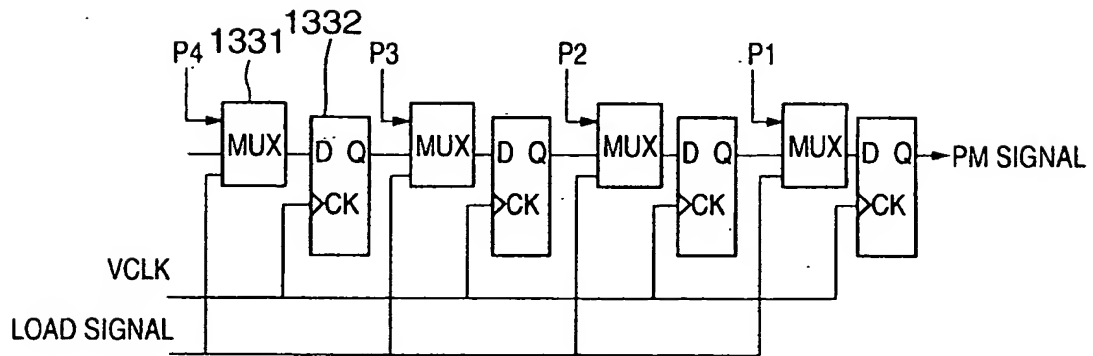 P4 1331 1332 P3 P2 P1
MUX D Q MUX D Q MUX D Q MUX D Q PM SIGNAL
CK CK CK CK
VCLK
LOAD SIGNAL